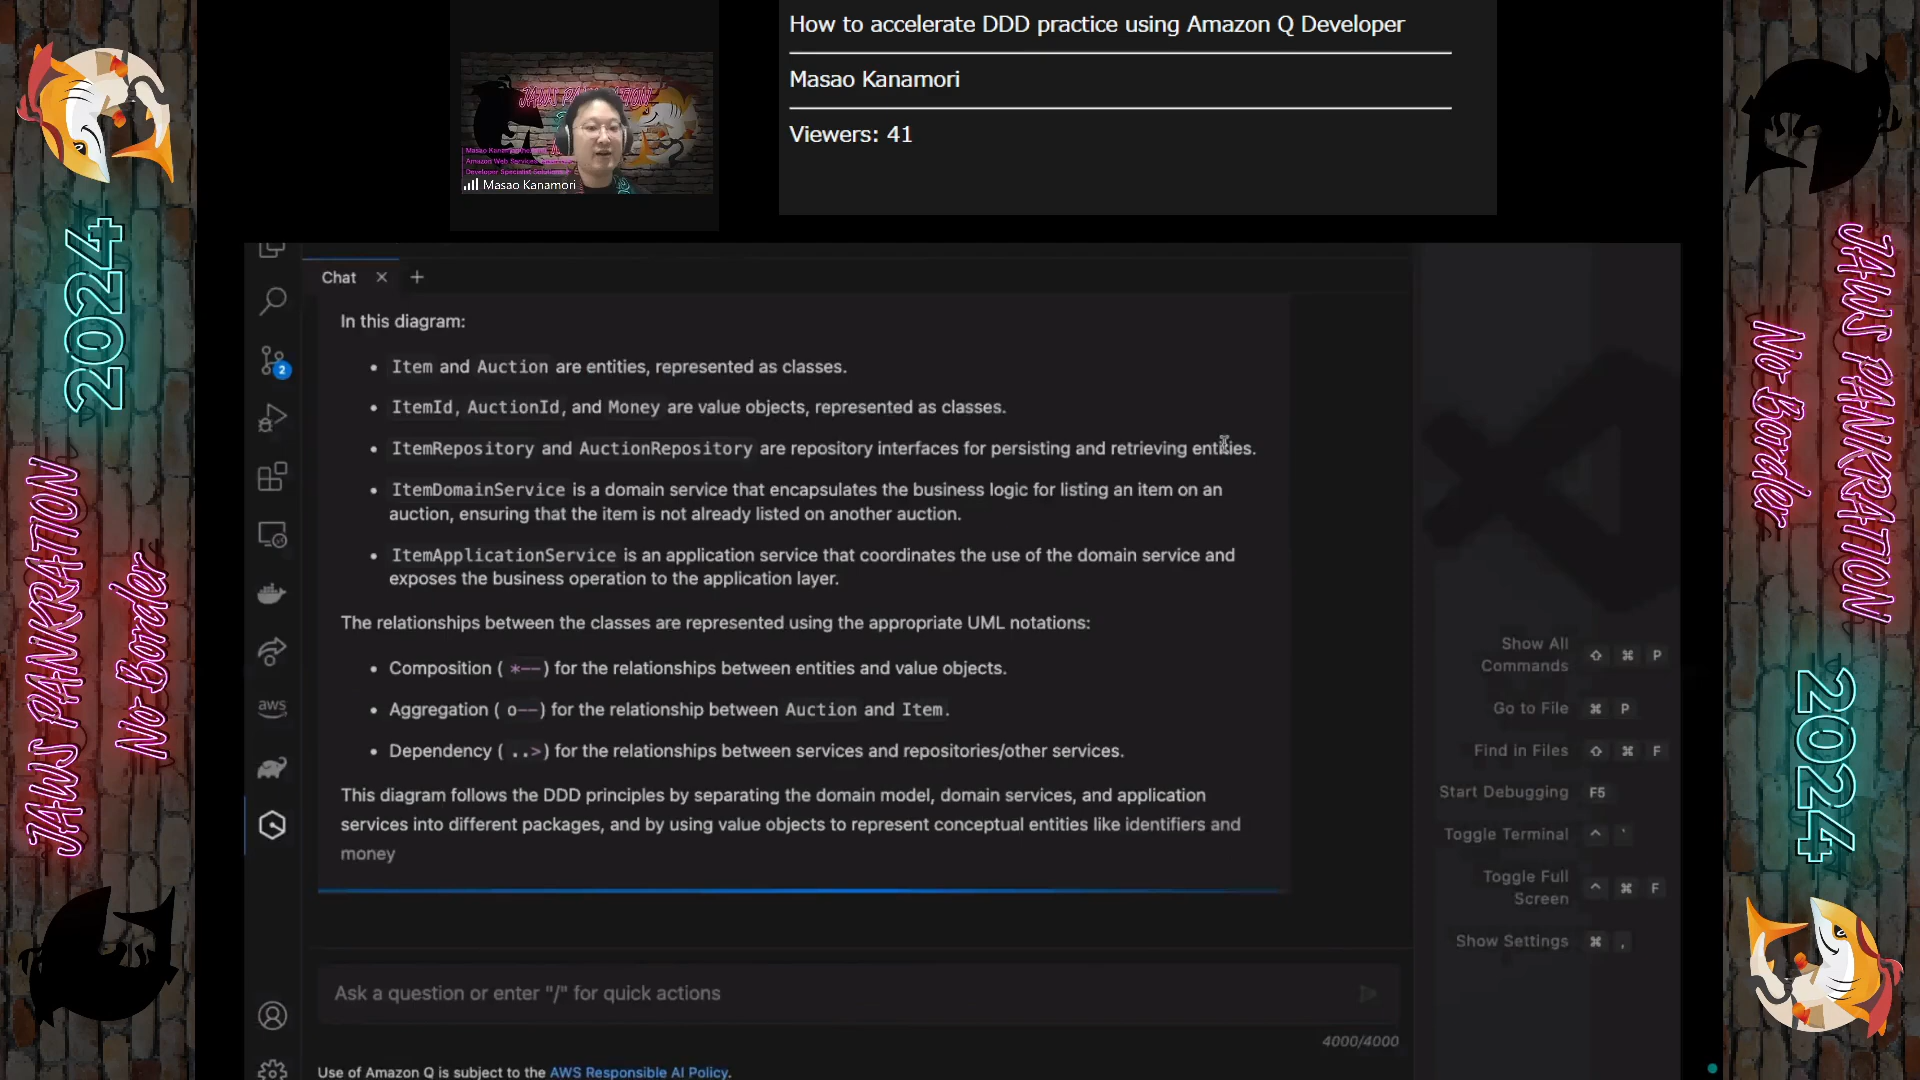 How to accelerate DDD practice using Amazon Q Developer
Masao Kanamori
Viewers: 41
JAWS PANKRATION
Masao Kanamori
Amazon Web Services
Masao Kanamori
2024
JAWS PANKRATION
No Border
JAWS PANKRATION
No Border
2024
Chat
In this diagram:
• Item and Auction are entities, represented as classes.
• ItemId, AuctionId, and Money are value objects, represented as classes.
• ItemRepository and AuctionRepository are repository interfaces for persisting and retrieving entities.
• ItemDomainService is a domain service that encapsulates the business logic for listing an item on an
auction, ensuring that the item is not already listed on another auction.
• ItemApplicationService is an application service that coordinates the use of the domain service and
exposes the business operation to the application layer.
The relationships between the classes are represented using the appropriate UML notations:
• Composition ( *--) for the relationships between entities and value objects.
• Aggregation ( o--) for the relationship between Auction and Item.
• Dependency ( ..>) for the relationships between services and repositories/other services.
This diagram follows the DDD principles by separating the domain model, domain services, and application
services into different packages, and by using value objects to represent conceptual entities like identifiers and
money
2
aws
Show All
Commands ⇧ ⌘ P
Go to File ⌘ P
Find in Files ⇧ ⌘ F
Start Debugging F5
Toggle Terminal ^ `
Toggle Full
Screen ^ ⌘ F
Show Settings ⌘ ,
Ask a question or enter "/" for quick actions
4000/4000
Use of Amazon Q is subject to the AWS Responsible AI Policy.